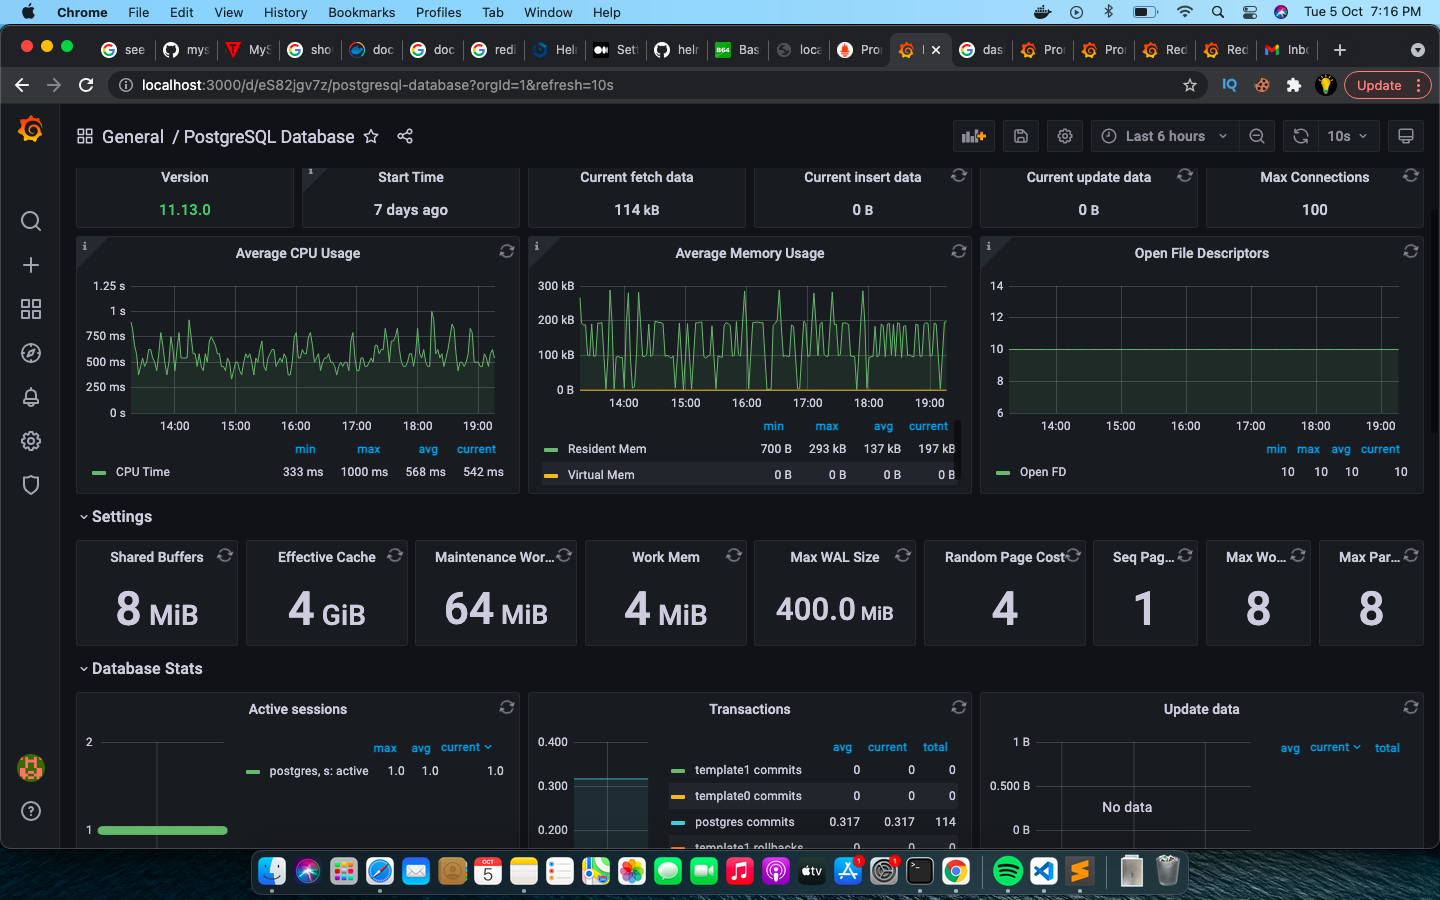 Chrome File Edit View History Bookmarks Profiles Tab Window Help Tue 5 Oct 7:16 PM
see mys MyS sho doc doc redi Heln Sett helr Bas loca Pro das Pro Pro Red Red Inbc
localhost:3000/d/eS82jgv7z/postgresql-database?orgId=1&refresh=10s IQ Update
General / PostgreSQL Database Last 6 hours 10s
Version Start Time Current fetch data Current insert data Current update data Max Connections
11.13.0 7 days ago 114 kB 0 B 0 B 100
Average CPU Usage
1.25 s
1 s
750 ms
500 ms
250 ms
0 s
14:00 15:00 16:00 17:00 18:00 19:00
min max avg current
CPU Time 333 ms 1000 ms 568 ms 542 ms
Average Memory Usage
300 kB
200 kB
100 kB
0 B
14:00 15:00 16:00 17:00 18:00 19:00
min max avg current
Resident Mem 700 B 293 kB 137 kB 197 kB
Virtual Mem 0 B 0 B 0 B 0 B
Open File Descriptors
14
12
10
8
6
14:00 15:00 16:00 17:00 18:00 19:00
min max avg current
Open FD 10 10 10 10
Settings
Shared Buffers Effective Cache Maintenance Wor... Work Mem Max WAL Size Random Page Cost Seq Pag... Max Wo... Max Par...
8 MiB 4 GiB 64 MiB 4 MiB 400.0 MiB 4 1 8 8
Database Stats
Active sessions
2
1
max avg current
postgres, s: active 1.0 1.0 1.0
Transactions
0.400
0.300
0.200
avg current total
template1 commits 0 0 0
template0 commits 0 0 0
postgres commits 0.317 0.317 114
template1 rollbacks 0 0 0
Update data
1 B
0.500 B
0 B
No data
avg current total
OCT
5
tv
1
1